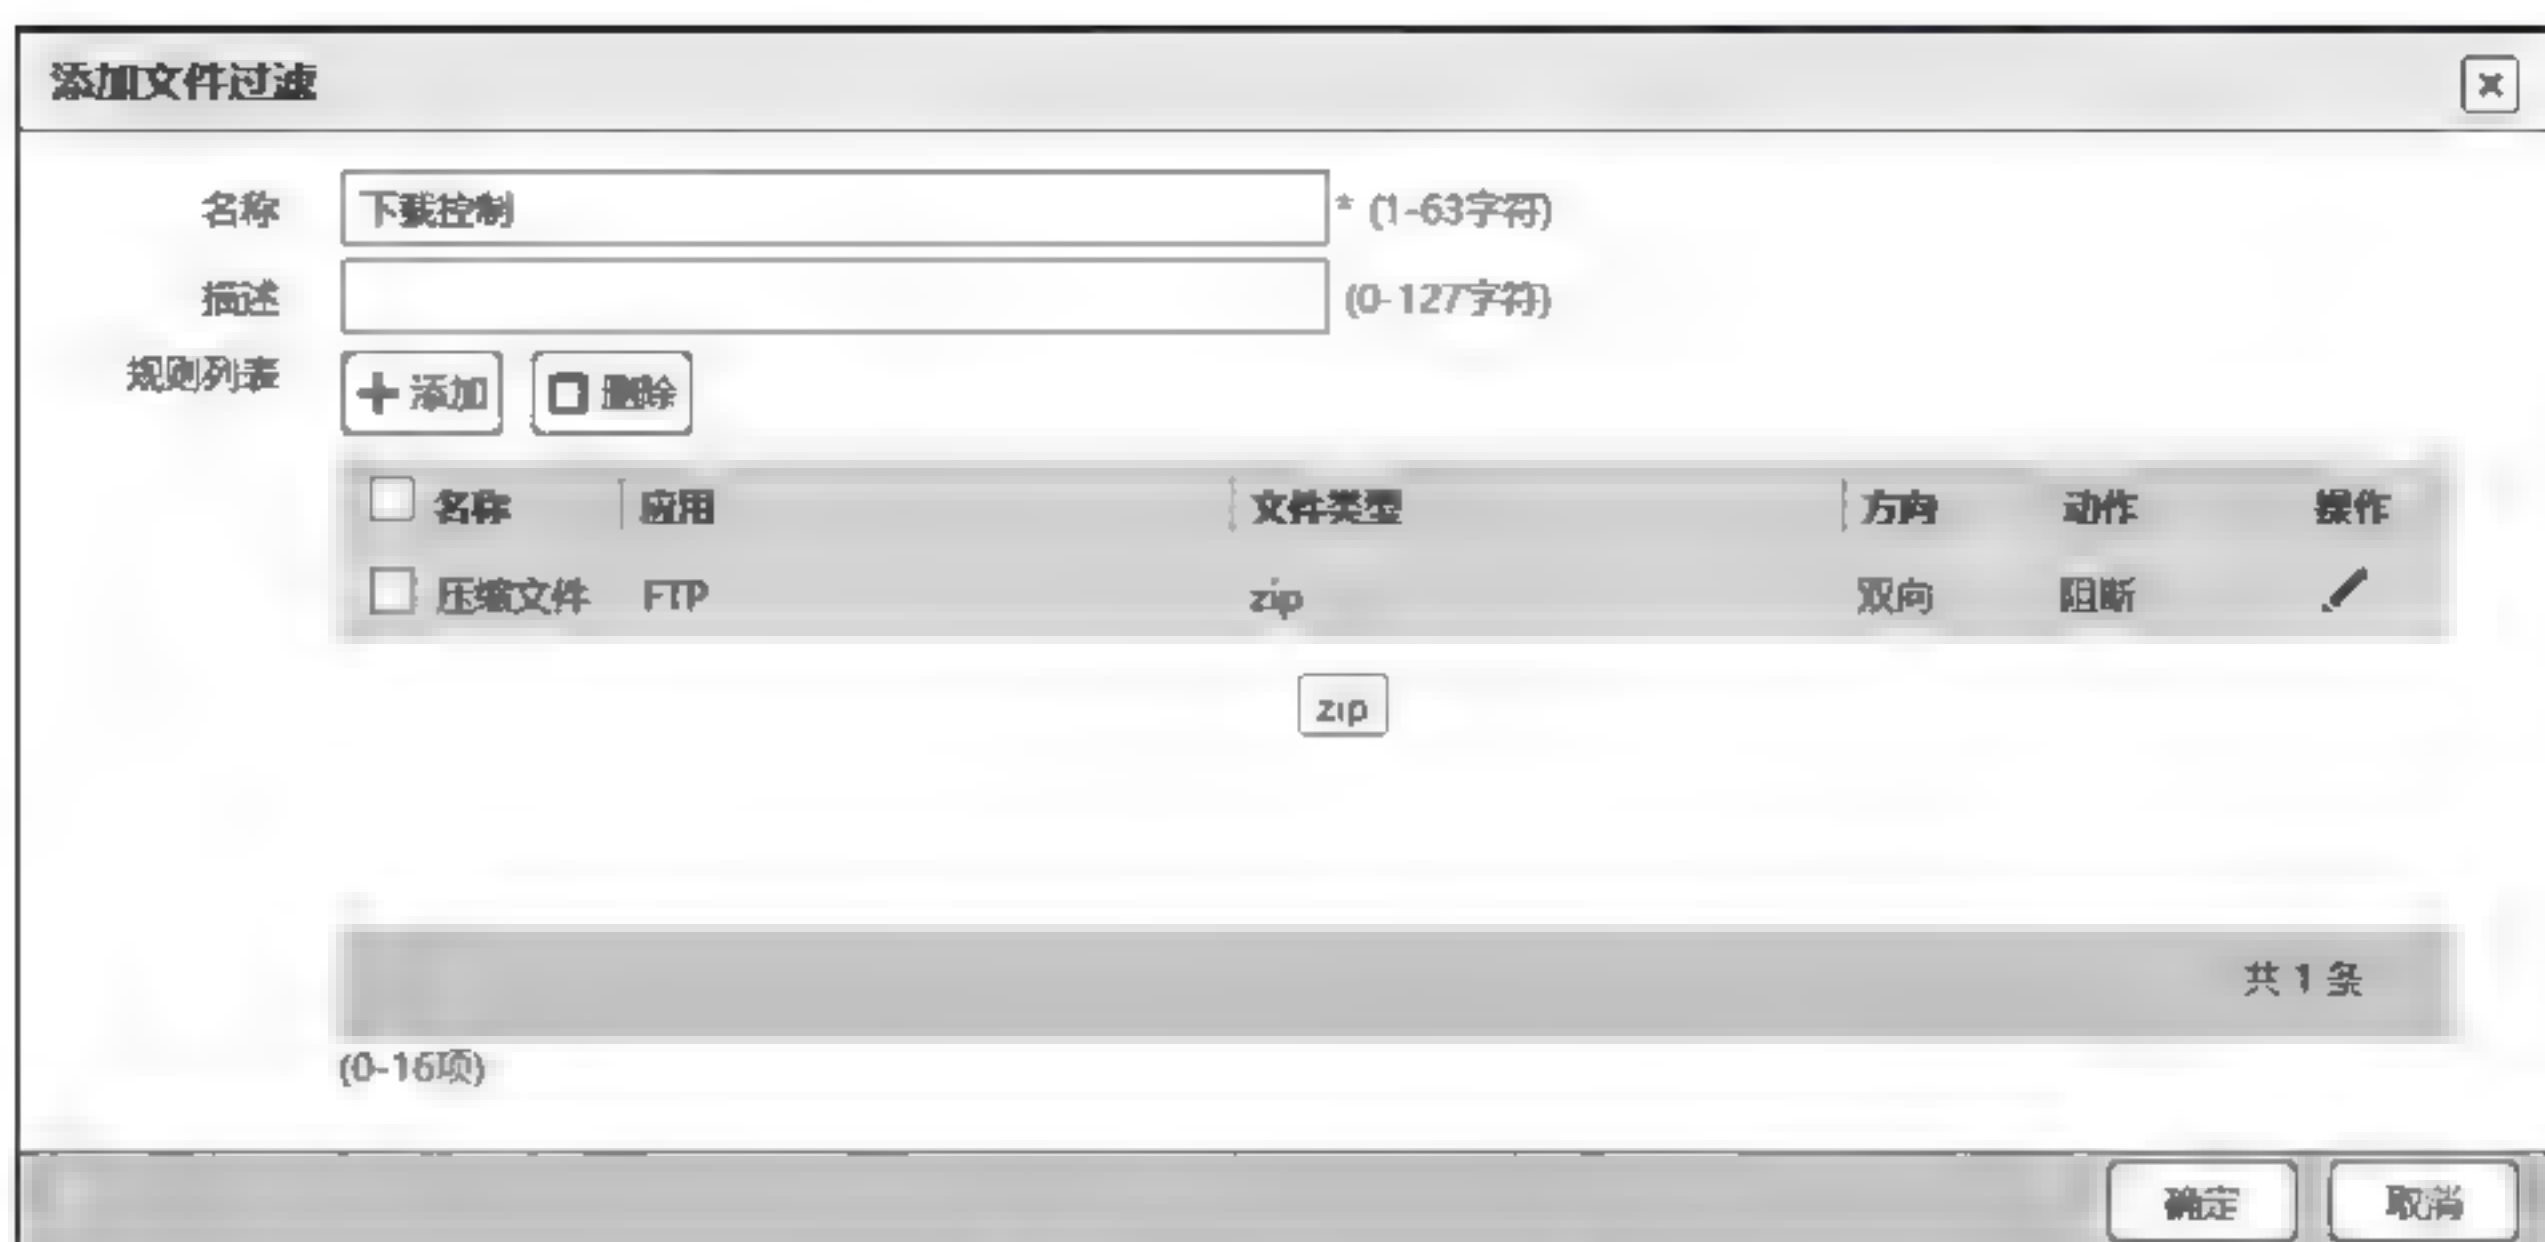 添加文件过滤
名称 下载控制 * (1-63字符)
描述 (0-127字符)
规则列表 添加 删除
名称 应用 文件类型 方向 动作 操作
压缩文件 FTP zip 双向 阻断
zip
共 1 条
(0-16项)
确定 取消